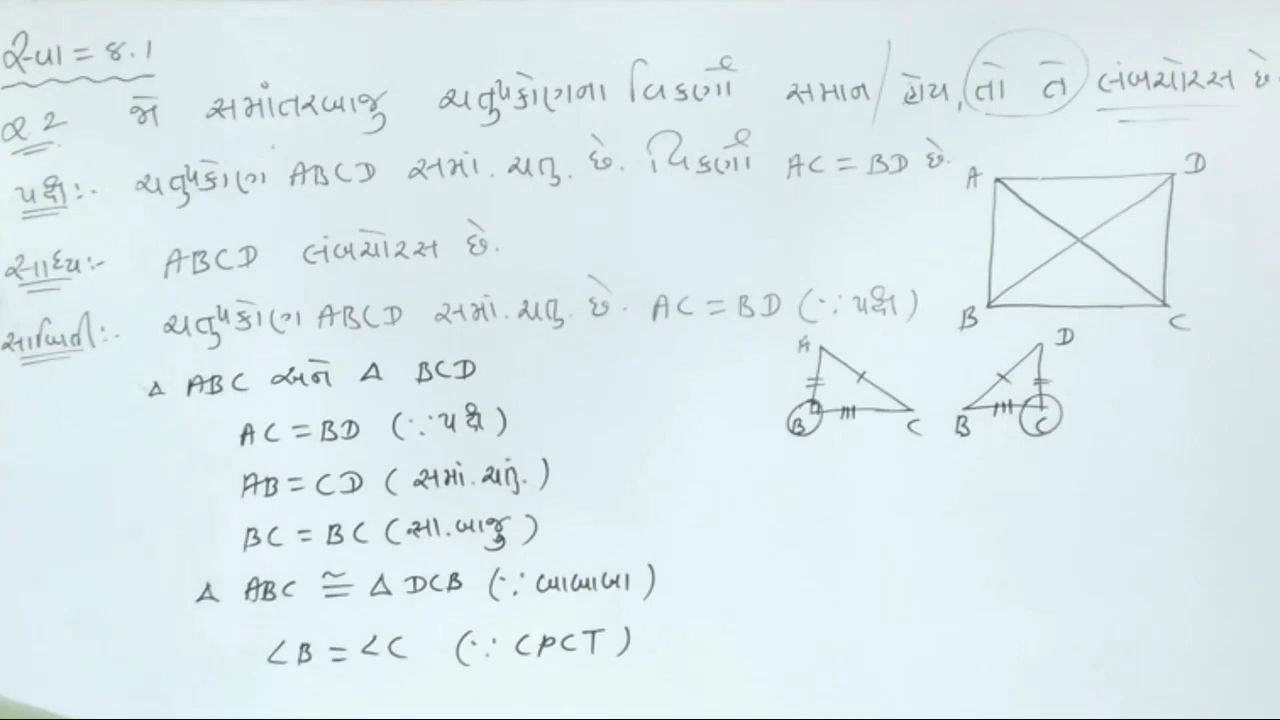 સ્વા = 8.1
Q 2 જો સમાંતરબાજુ ચતુષ્કોણના વિકર્ણો સમાન હોય, તો તે લંબચોરસ છે.
પક્ષ :- ચતુષ્કોણ ABCD સમાં. ચતુ. છે. વિકર્ણો AC = BD છે.
સાધ્ય :- ABCD લંબચોરસ છે.
સાબિતી :- ચતુષ્કોણ ABCD સમાં. ચતુ. છે. AC = BD (∵ પક્ષ)
△ ABC અને △ BCD
AC = BD (∵ પક્ષ)
AB = CD (સમાં. ચતુ.)
BC = BC (સા. બાજુ)
△ ABC ≅ △ DCB (∵ બાબાબા)
∠B = ∠C (∵ CPCT)
A D
B C
A D
B C B C